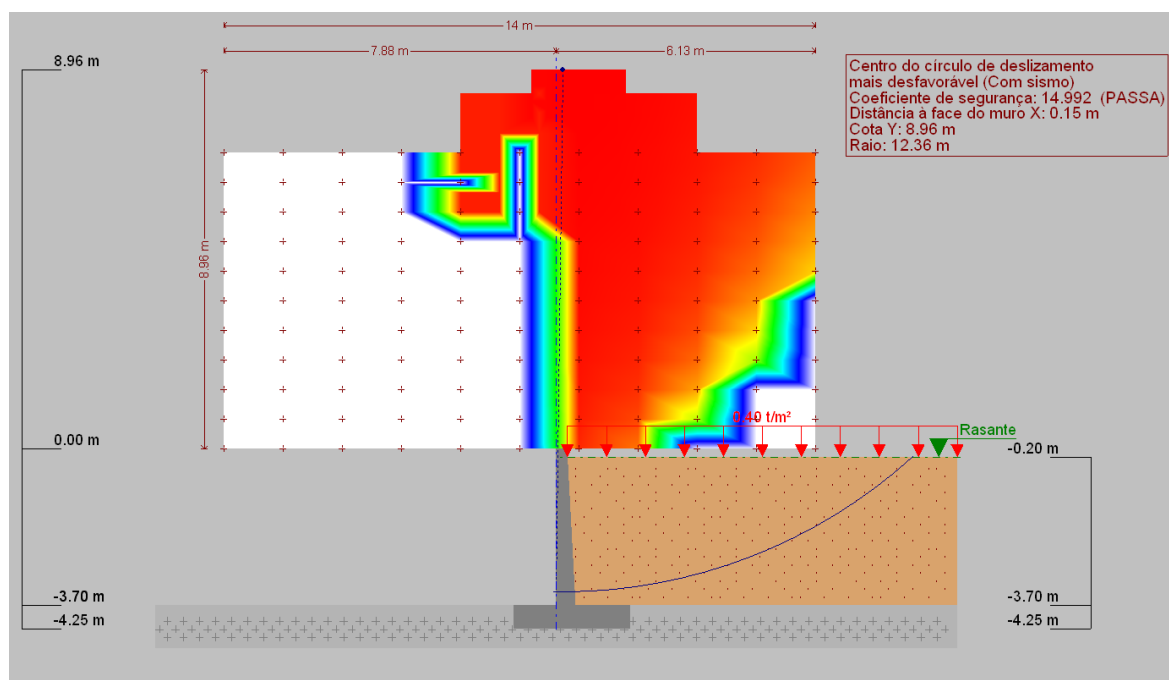 14 m
7.88 m
6.13 m
8.96 m
Centro do círculo de deslizamento
mais desfavorável (Com sismo)
Coeficiente de segurança: 14.992 (PASSA)
Distância à face do muro X: 0.15 m
Cota Y: 8.96 m
Raio: 12.36 m
8.96 m
0.00 m
40 t/m²
Rasante
-0.20 m
-3.70 m
-4.25 m
-3.70 m
-4.25 m